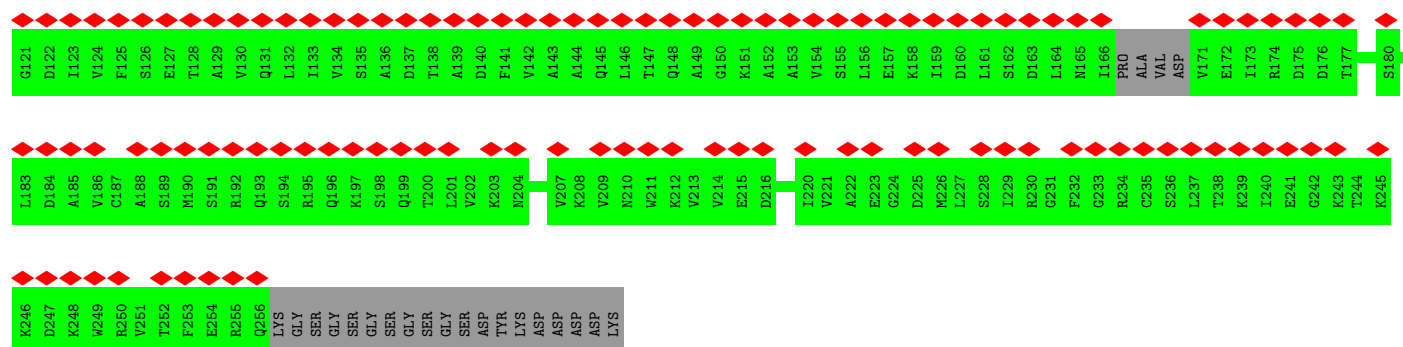 G121 D122 I123 V124 F125 S126 E127 T128 A129 V130 Q131 L132 I133 V134 S135 A136 D137 T138 A139 D140 F141 V142 A143 A144 Q145 L146 T147 Q148 A149 G150 K151 A152 A153 V154 S155 L156 E157 K158 I159 D160 L161 S162 D163 L164 N165 I166 PRO ALA VAL ASP V171 E172 I173 R174 D175 D176 T177 S180
L183 D184 A185 V186 C187 A188 S189 M190 S191 R192 Q193 S194 R195 Q196 K197 S198 Q199 T200 L201 V202 K203 N204 V207 K208 V209 N210 W211 K212 V213 V214 E215 D216 I220 V221 A222 E223 G224 D225 M226 L227 S228 I229 R230 G231 F232 G233 R234 C235 S236 L237 T238 K239 I240 E241 G242 K243 T244 K245
K246 D247 K248 W249 R250 V251 T252 F253 E254 R255 Q256 LYS GLY SER GLY SER GLY SER GLY SER GLY SER ASP TYR LYS ASP ASP ASP ASP LYS